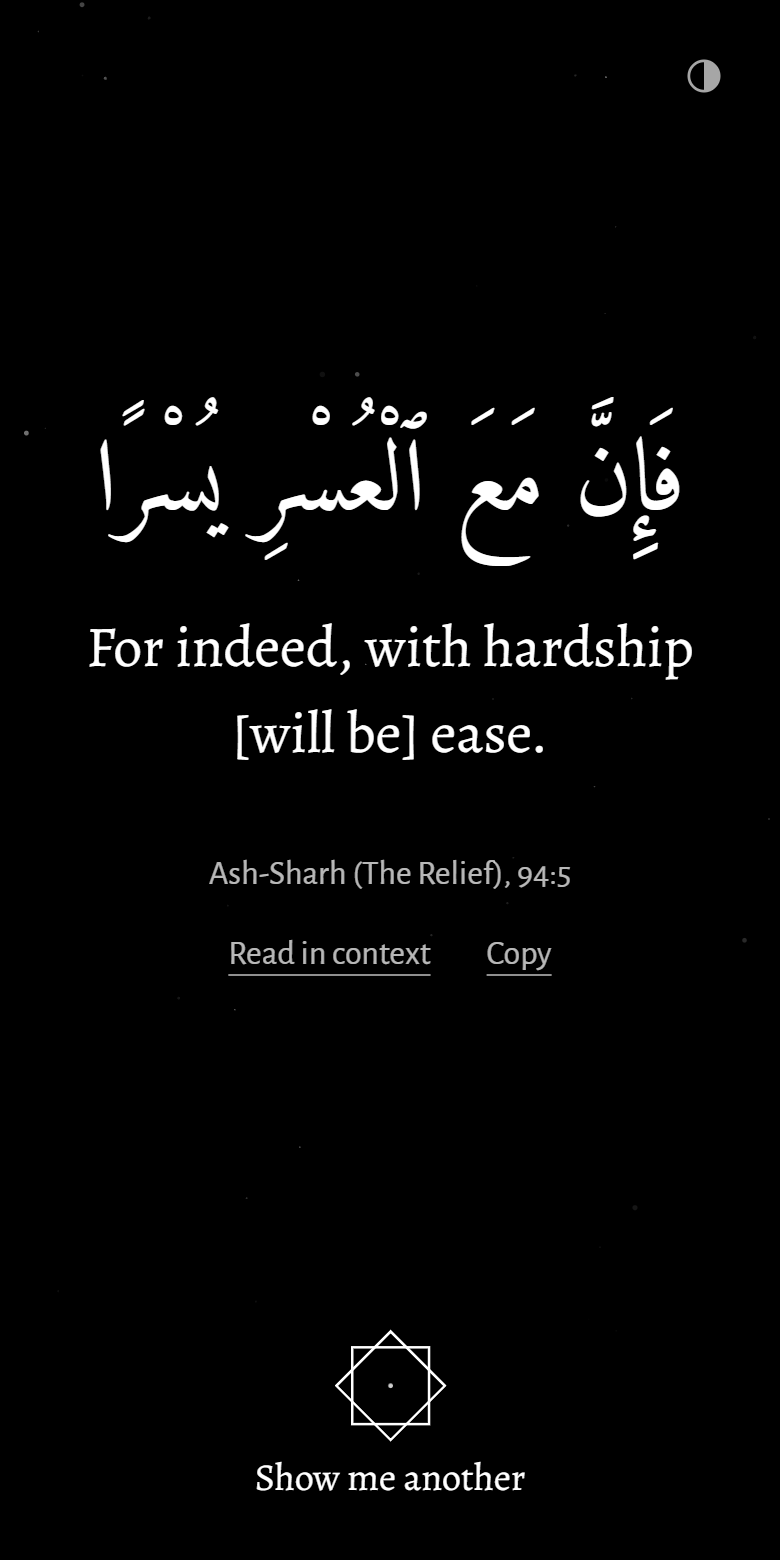 فَإِنَّ مَعَ ٱلْعُسْرِ يُسْرًا
For indeed, with hardship
[will be] ease.
Ash-Sharh (The Relief), 94:5
Read in context Copy
Show me another